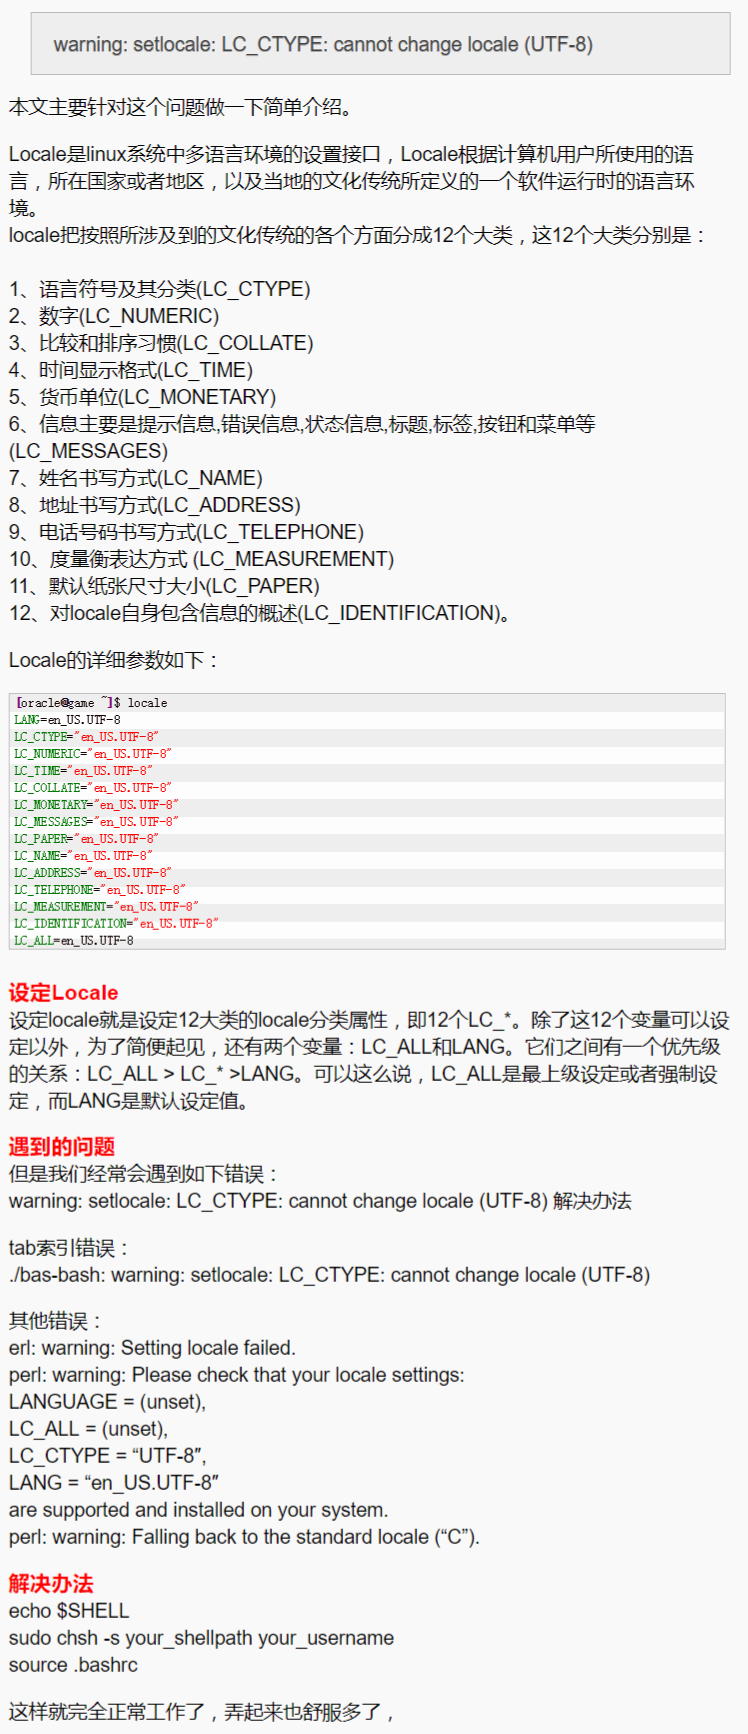 warning: setlocale: LC_CTYPE: cannot change locale (UTF-8)
本文主要针对这个问题做一下简单介绍。
Locale是linux系统中多语言环境的设置接口，Locale根据计算机用户所使用的语
言，所在国家或者地区，以及当地的文化传统所定义的一个软件运行时的语言环
境。
locale把按照所涉及到的文化传统的各个方面分成12个大类，这12个大类分别是：
1、语言符号及其分类(LC_CTYPE)
2、数字(LC_NUMERIC)
3、比较和排序习惯(LC_COLLATE)
4、时间显示格式(LC_TIME)
5、货币单位(LC_MONETARY)
6、信息主要是提示信息,错误信息,状态信息,标题,标签,按钮和菜单等
(LC_MESSAGES)
7、姓名书写方式(LC_NAME)
8、地址书写方式(LC_ADDRESS)
9、电话号码书写方式(LC_TELEPHONE)
10、度量衡表达方式 (LC_MEASUREMENT)
11、默认纸张尺寸大小(LC_PAPER)
12、对locale自身包含信息的概述(LC_IDENTIFICATION)。
Locale的详细参数如下：
[oracle@game ~]$ locale
LANG=en_US.UTF-8
LC_CTYPE="en_US.UTF-8"
LC_NUMERIC="en_US.UTF-8"
LC_TIME="en_US.UTF-8"
LC_COLLATE="en_US.UTF-8"
LC_MONETARY="en_US.UTF-8"
LC_MESSAGES="en_US.UTF-8"
LC_PAPER="en_US.UTF-8"
LC_NAME="en_US.UTF-8"
LC_ADDRESS="en_US.UTF-8"
LC_TELEPHONE="en_US.UTF-8"
LC_MEASUREMENT="en_US.UTF-8"
LC_IDENTIFICATION="en_US.UTF-8"
LC_ALL=en_US.UTF-8
设定Locale
设定locale就是设定12大类的locale分类属性，即12个LC_*。除了这12个变量可以设
定以外，为了简便起见，还有两个变量：LC_ALL和LANG。它们之间有一个优先级
的关系：LC_ALL > LC_* >LANG。可以这么说，LC_ALL是最上级设定或者强制设
定，而LANG是默认设定值。
遇到的问题
但是我们经常会遇到如下错误：
warning: setlocale: LC_CTYPE: cannot change locale (UTF-8) 解决办法
tab索引错误：
./bas-bash: warning: setlocale: LC_CTYPE: cannot change locale (UTF-8)
其他错误：
erl: warning: Setting locale failed.
perl: warning: Please check that your locale settings:
LANGUAGE = (unset),
LC_ALL = (unset),
LC_CTYPE = “UTF-8″,
LANG = “en_US.UTF-8″
are supported and installed on your system.
perl: warning: Falling back to the standard locale (“C”).
解决办法
echo $SHELL
sudo chsh -s your_shellpath your_username
source .bashrc
这样就完全正常工作了，弄起来也舒服多了，